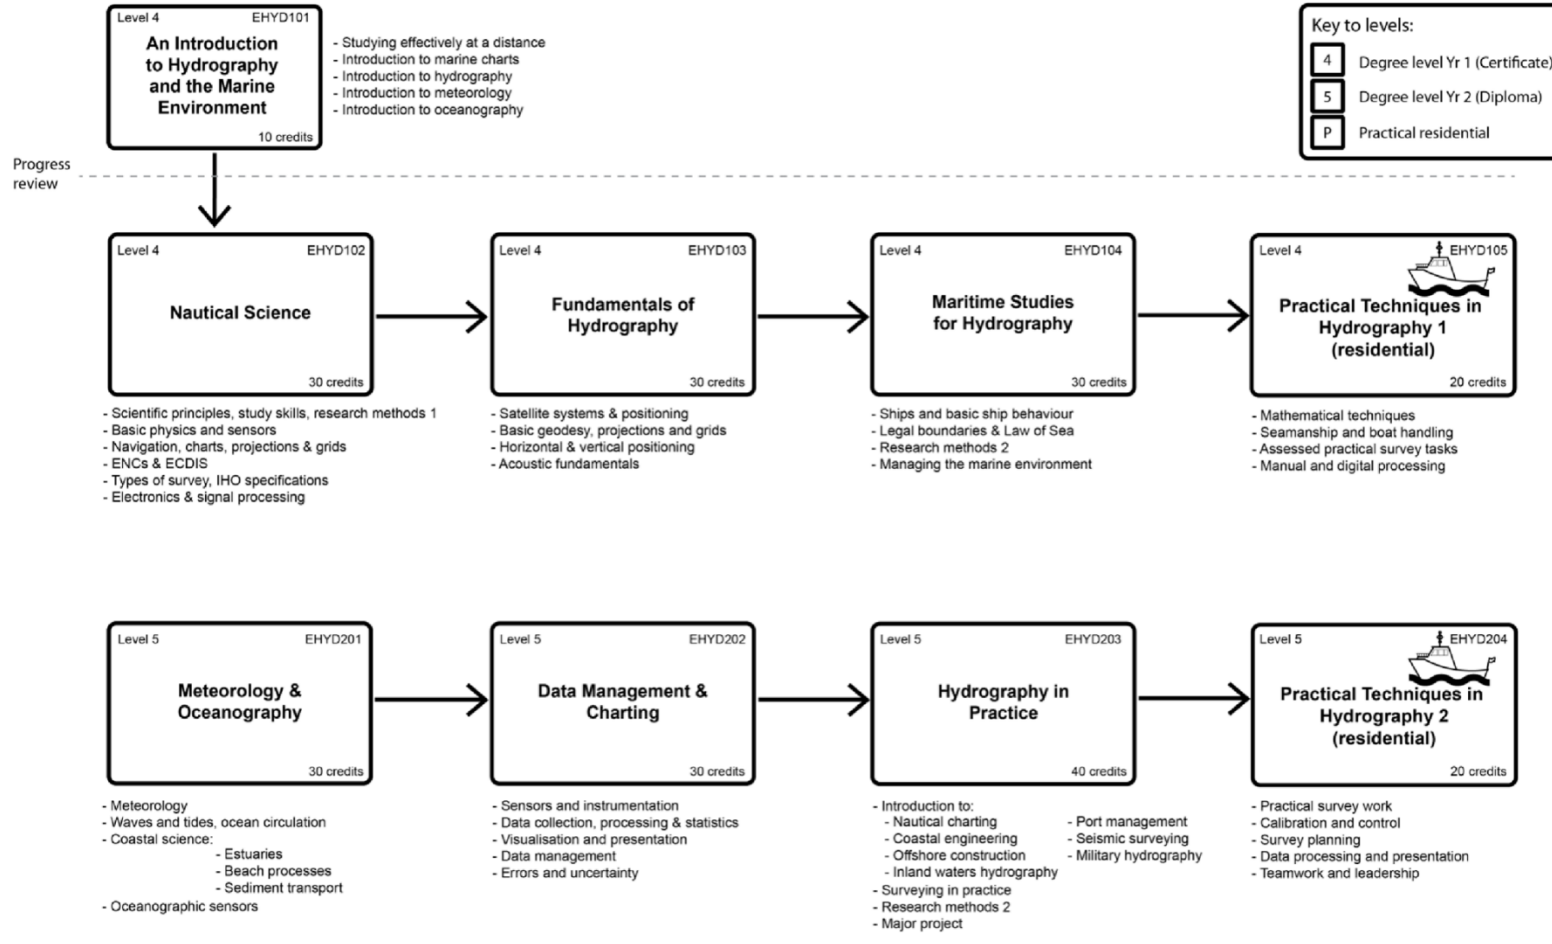 Level 4 EHYD101
An Introduction
to Hydrography
and the Marine
Environment
10 credits
- Studying effectively at a distance
- Introduction to marine charts
- Introduction to hydrography
- Introduction to meteorology
- Introduction to oceanography
Key to levels:
4 Degree level Yr 1 (Certificate)
5 Degree level Yr 2 (Diploma)
P Practical residential
Progress
review
Level 4 EHYD102
Nautical Science
30 credits
- Scientific principles, study skills, research methods 1
- Basic physics and sensors
- Navigation, charts, projections & grids
- ENCs & ECDIS
- Types of survey, IHO specifications
- Electronics & signal processing
Level 4 EHYD103
Fundamentals of
Hydrography
30 credits
- Satellite systems & positioning
- Basic geodesy, projections and grids
- Horizontal & vertical positioning
- Acoustic fundamentals
Level 4 EHYD104
Maritime Studies
for Hydrography
30 credits
- Ships and basic ship behaviour
- Legal boundaries & Law of Sea
- Research methods 2
- Managing the marine environment
Level 4 EHYD105
Practical Techniques in
Hydrography 1
(residential)
20 credits
- Mathematical techniques
- Seamanship and boat handling
- Assessed practical survey tasks
- Manual and digital processing
Level 5 EHYD201
Meteorology &
Oceanography
30 credits
- Meteorology
- Waves and tides, ocean circulation
- Coastal science:
- Estuaries
- Beach processes
- Sediment transport
- Oceanographic sensors
Level 5 EHYD202
Data Management &
Charting
30 credits
- Sensors and instrumentation
- Data collection, processing & statistics
- Visualisation and presentation
- Data management
- Errors and uncertainty
Level 5 EHYD203
Hydrography in
Practice
40 credits
- Introduction to:
- Nautical charting
- Coastal engineering
- Offshore construction
- Inland waters hydrography
- Port management
- Seismic surveying
- Military hydrography
- Surveying in practice
- Research methods 2
- Major project
Level 5 EHYD204
Practical Techniques in
Hydrography 2
(residential)
20 credits
- Practical survey work
- Calibration and control
- Survey planning
- Data processing and presentation
- Teamwork and leadership